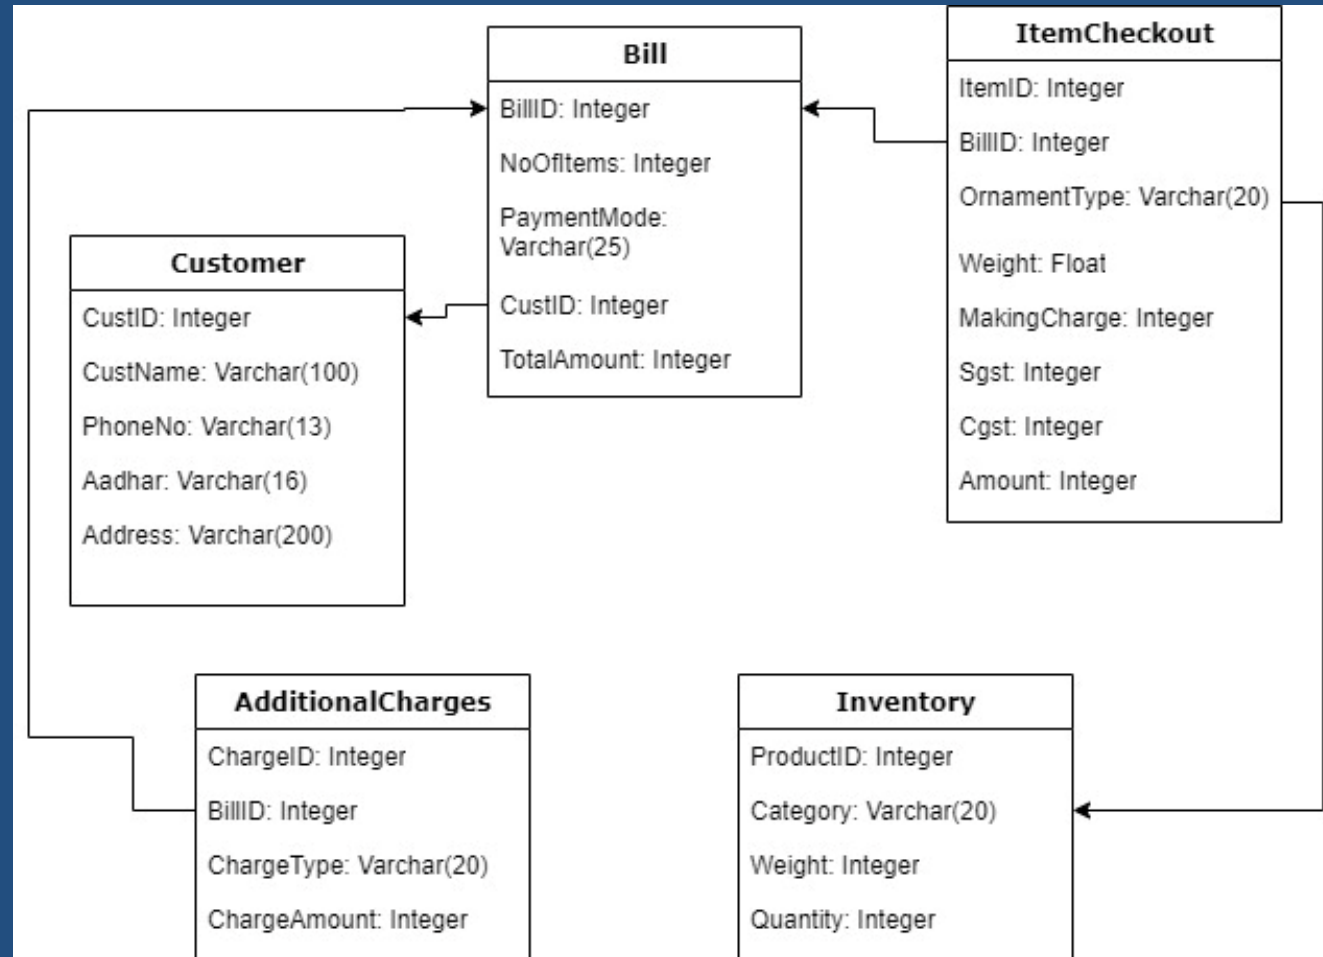 Bill
BillID: Integer
NoOfItems: Integer
PaymentMode:
Varchar(25)
CustID: Integer
TotalAmount: Integer
ItemCheckout
ItemID: Integer
BillID: Integer
OrnamentType: Varchar(20)
Weight: Float
MakingCharge: Integer
Sgst: Integer
Cgst: Integer
Amount: Integer
Customer
CustID: Integer
CustName: Varchar(100)
PhoneNo: Varchar(13)
Aadhar: Varchar(16)
Address: Varchar(200)
AdditionalCharges
ChargeID: Integer
BillID: Integer
ChargeType: Varchar(20)
ChargeAmount: Integer
Inventory
ProductID: Integer
Category: Varchar(20)
Weight: Integer
Quantity: Integer